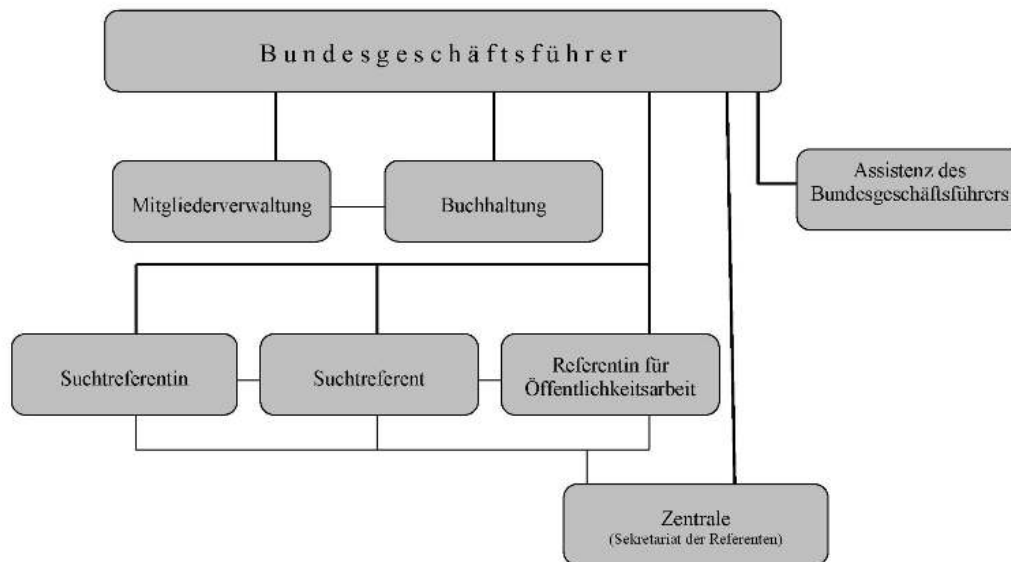 Bundesgeschäftsführer
Assistenz des
Bundesgeschäftsführers
Mitgliederverwaltung
Buchhaltung
Suchtreferentin
Suchtreferent
Referentin für
Öffentlichkeitsarbeit
Zentrale
(Sekretariat der Referenten)